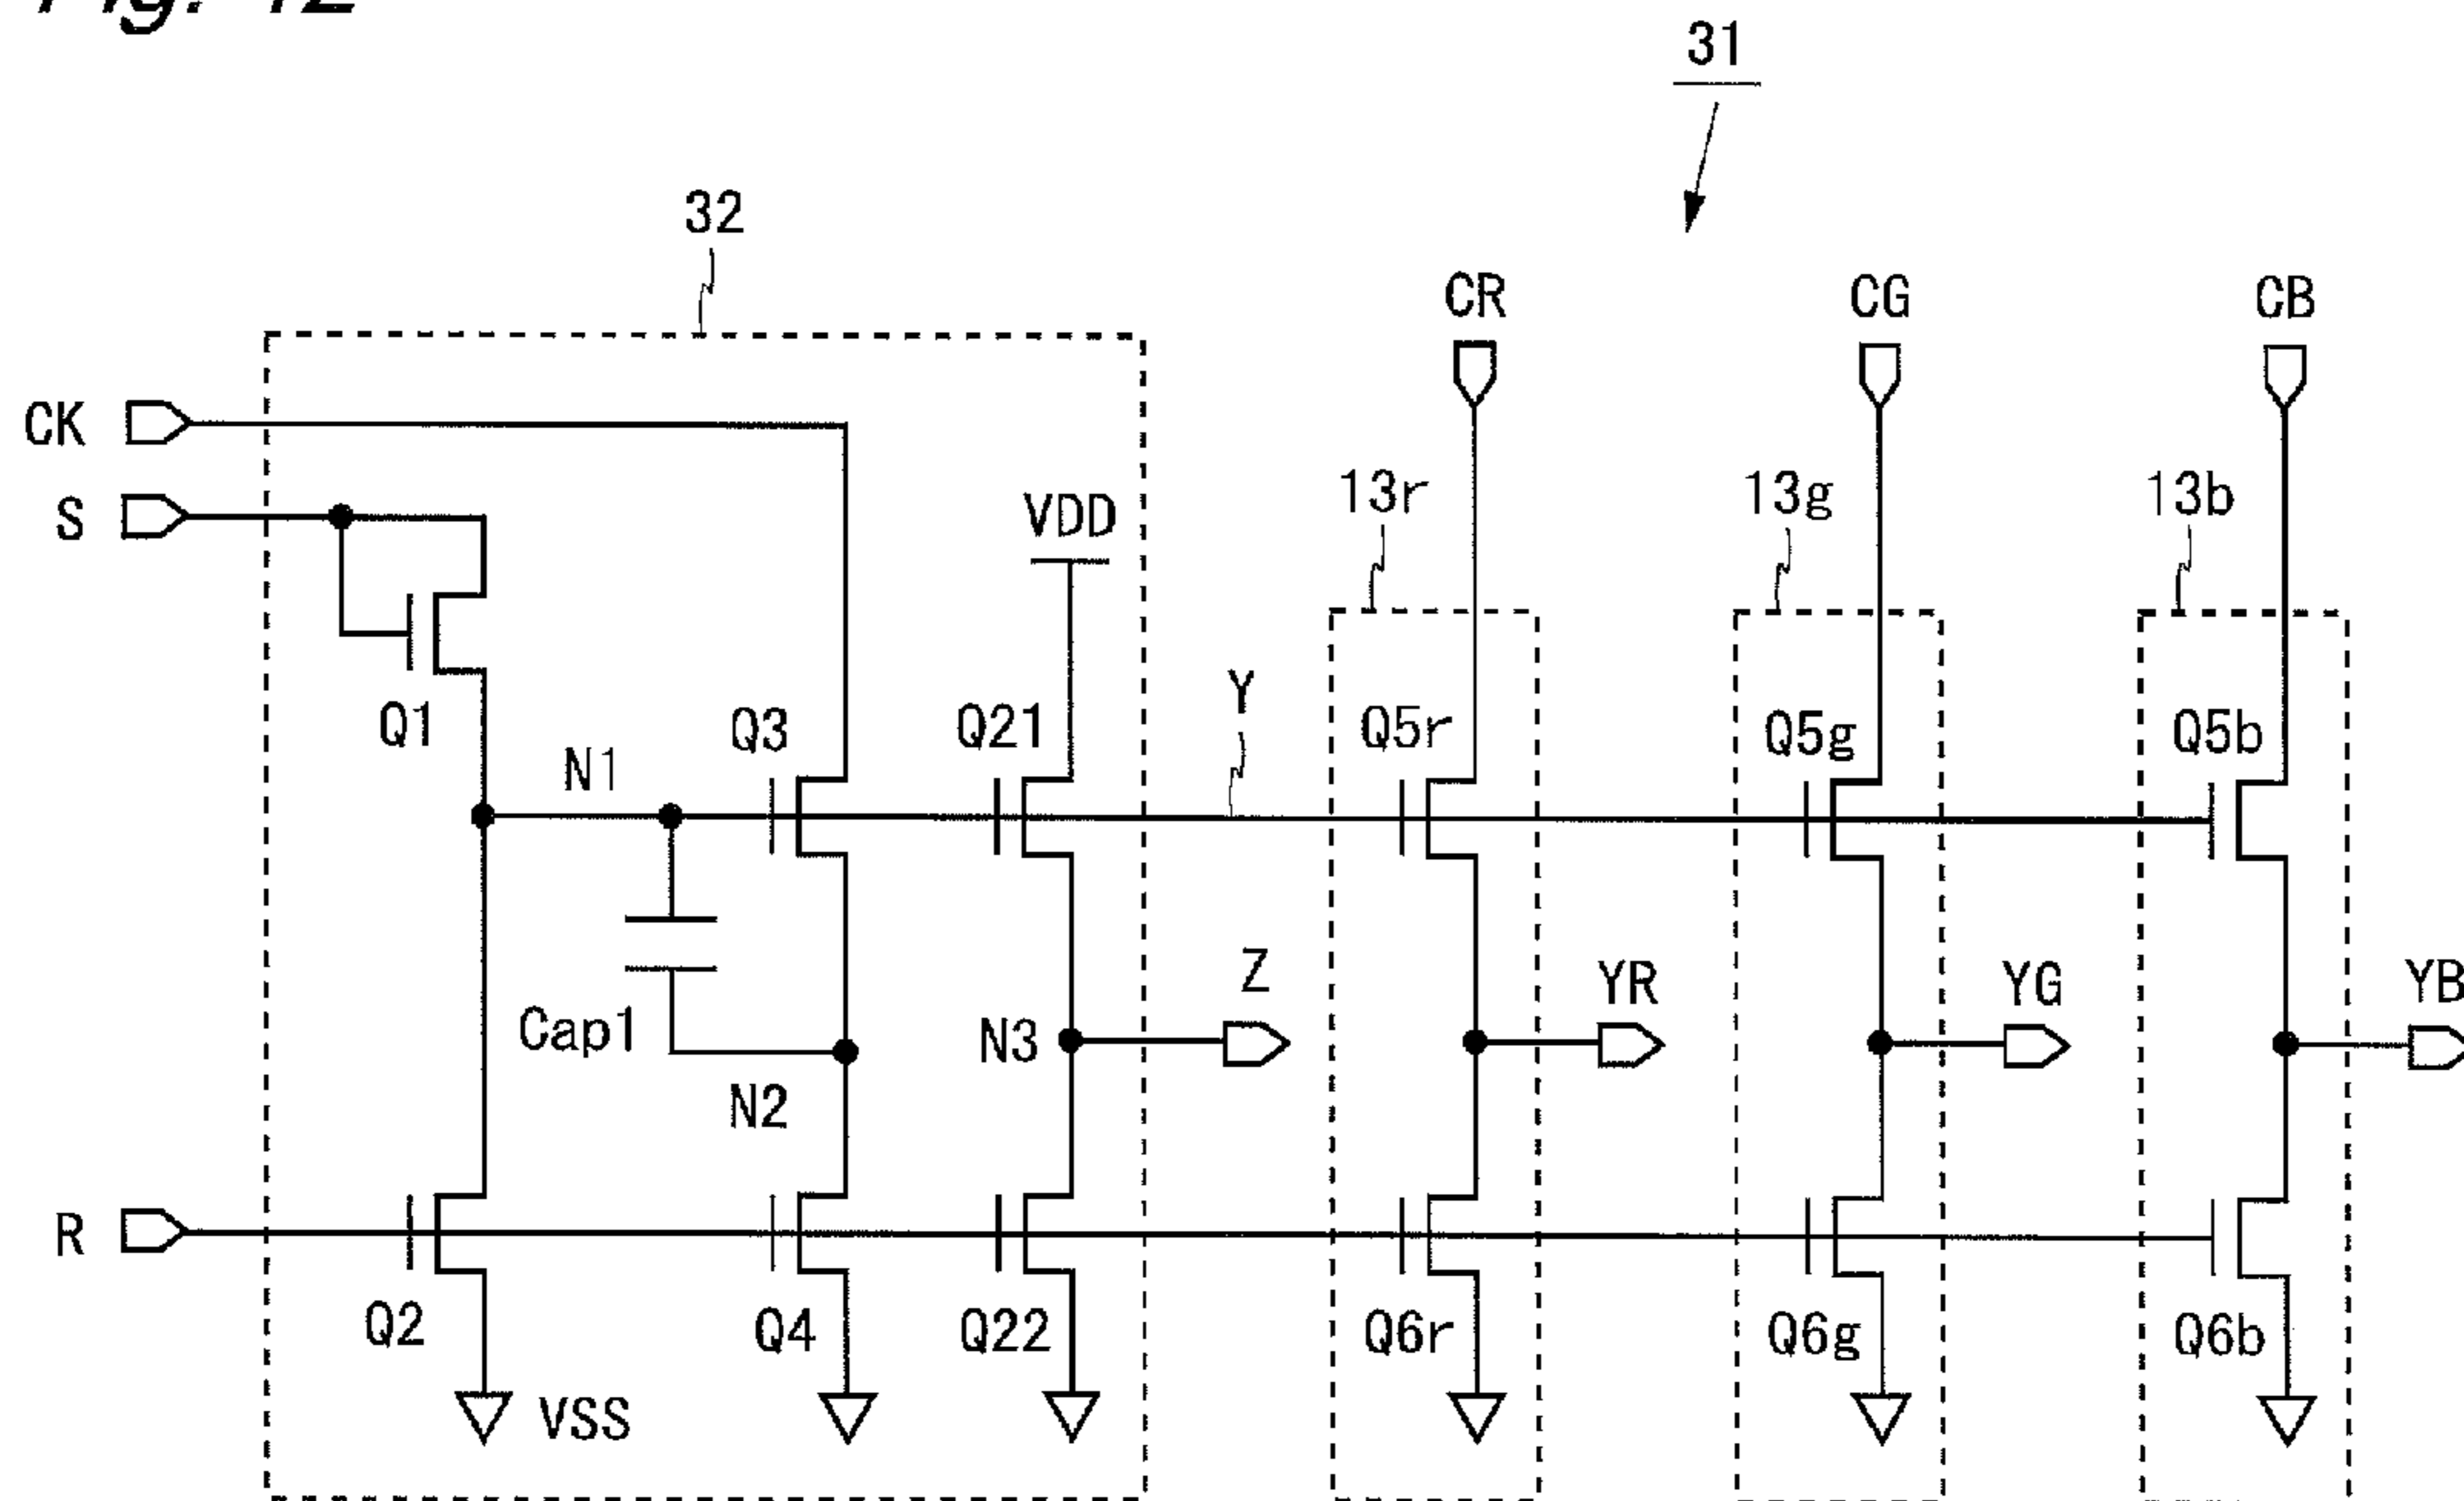 31
32
CR
CG
CB
CK
S
VDD
13r
13g
13b
Q1
N1
Q3
Q21
Y
Q5r
Q5g
Q5b
Cap1
N2
N3
Z
YR
YG
YB
R
Q2
VSS
Q4
Q22
Q6r
Q6g
Q6b